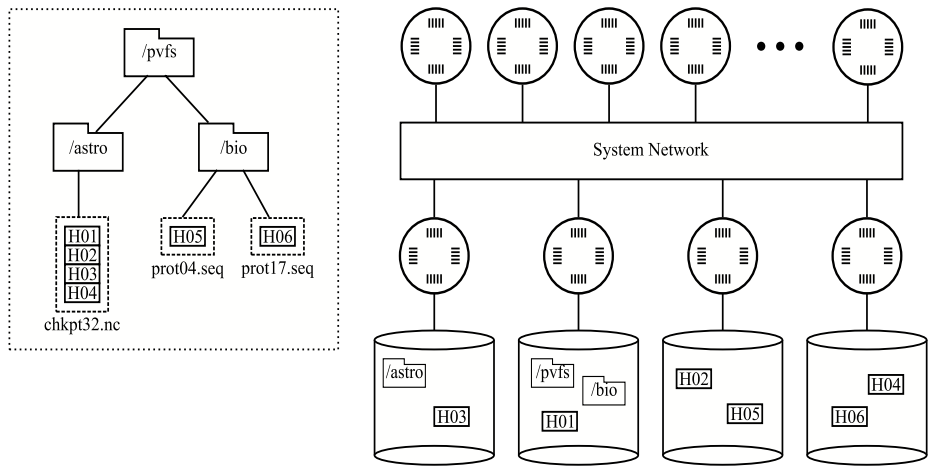 /pvfs
/astro
/bio
H01
H02
H03
H04
chkpt32.nc
H05
prot04.seq
H06
prot17.seq
System Network
/astro
H03
/pvfs
/bio
H01
H02
H05
H04
H06